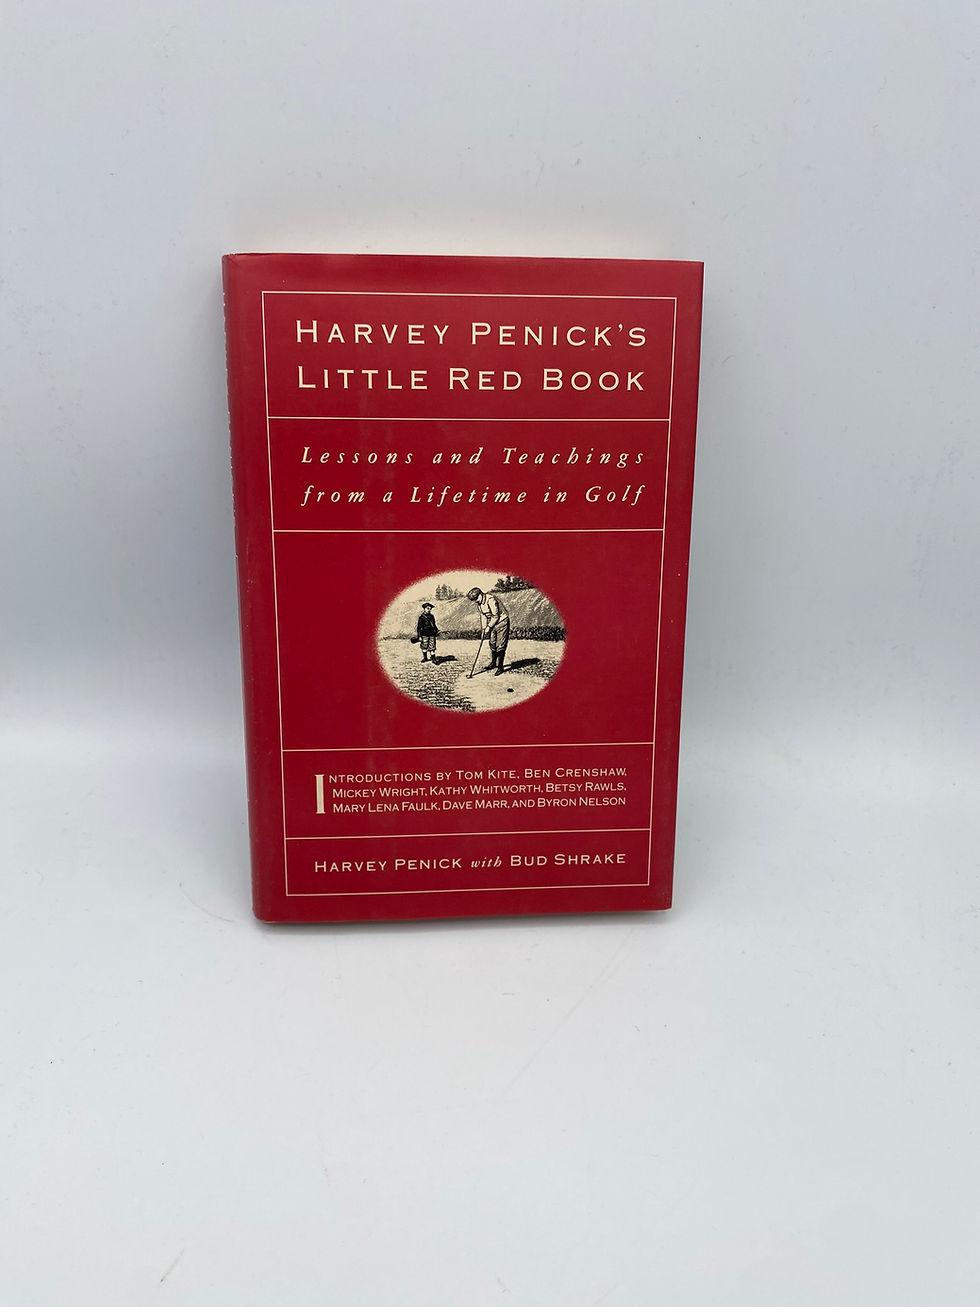 HARVEY PENICK'S
LITTLE RED BOOK
Lessons and Teachings
from a Lifetime in Golf
INTRODUCTIONS BY TOM KITE, BEN CRENSHAW,
MICKEY WRIGHT, KATHY WHITWORTH, BETSY RAWLS,
MARY LENA FAULK, DAVE MARR, AND BYRON NELSON
HARVEY PENICK with BUD SHRAKE